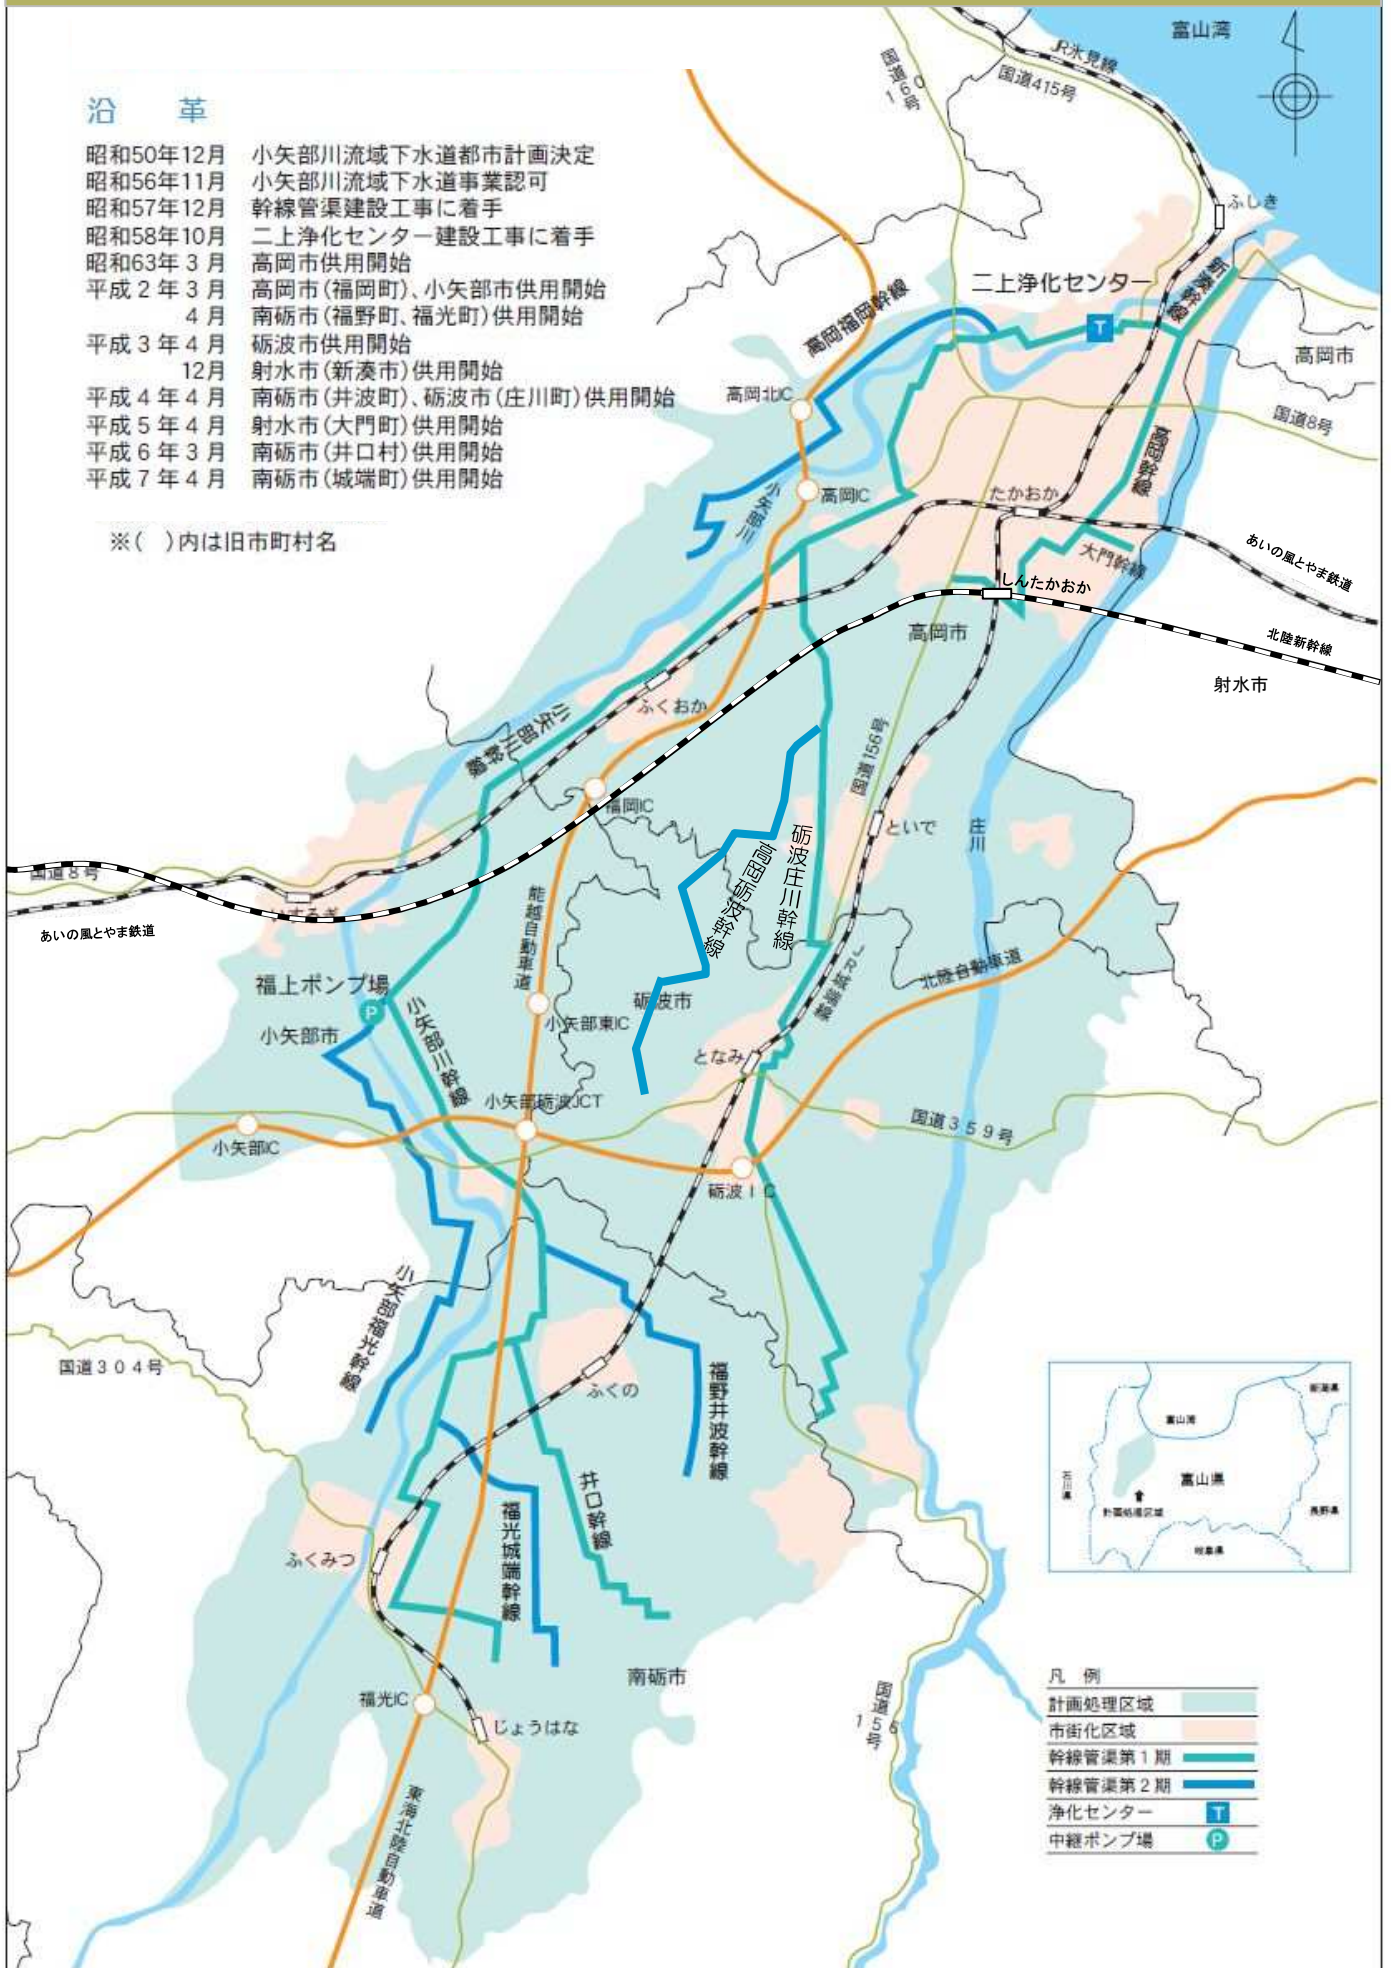 沿 革
昭和50年12月 小矢部川流域下水道都市計画決定
昭和56年11月 小矢部川流域下水道事業認可
昭和57年12月 幹線管渠建設工事に着手
昭和58年10月 二上浄化センター建設工事に着手
昭和63年3月 高岡市供用開始
平成2年3月 高岡市(福岡町)、小矢部市供用開始
4月 南砺市(福野町、福光町)供用開始
平成3年4月 砺波市供用開始
12月 射水市(新湊市)供用開始
平成4年4月 南砺市(井波町)、砺波市(庄川町)供用開始
平成5年4月 射水市(大門町)供用開始
平成6年3月 南砺市(井口村)供用開始
平成7年4月 南砺市(城端町)供用開始
※( )内は旧市町村名
富山湾
JR氷見線
国道415号
国道160号
ふしき
二上浄化センター
T
新湊幹線
高岡福岡幹線
高岡市
高岡北IC
国道8号
高岡幹線
高岡IC
小矢部川
たかおか
大門幹線
あいの風とやま鉄道
しんたかおか
高岡市
北陸新幹線
射水市
ふくおか
小矢部川幹線
国道156号
福岡IC
といで
庄川
砺波庄川幹線
高岡砺波幹線
国道8号
いするぎ
あいの風とやま鉄道
能越自動車道
JR城端線
北陸自動車道
福上ポンプ場
P
小矢部市
小矢部川幹線
小矢部東IC
砺波市
となみ
小矢部砺波JCT
国道359号
小矢部IC
砺波IC
小矢部福光幹線
国道304号
ふくの
福野井波幹線
井口幹線
福光城端幹線
ふくみつ
南砺市
福光IC
じょうはな
国道156号
東海北陸自動車道
富山湾
新潟県
石川県
富山県
計画処理区域
長野県
岐阜県
凡 例
計画処理区域
市街化区域
幹線管渠第1期
幹線管渠第2期
浄化センター T
中継ポンプ場 P